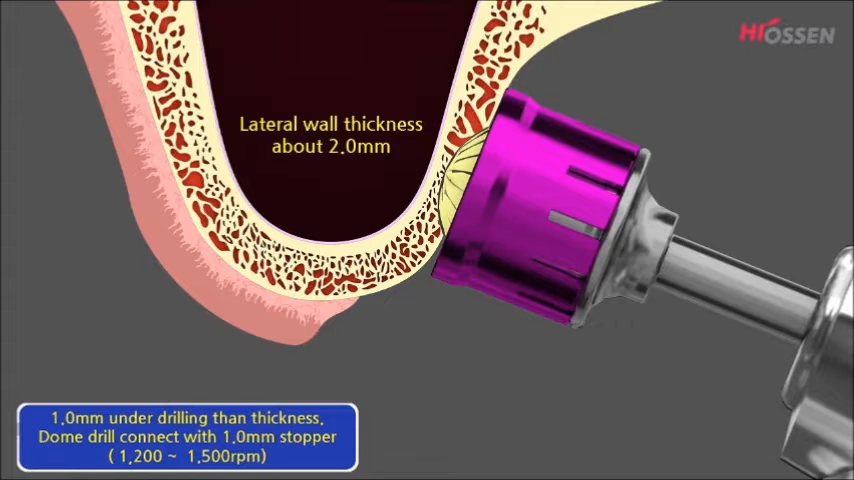 HIOSSEN
Lateral wall thickness
about 2.0mm
1.0mm under drilling than thickness.
Dome drill connect with 1.0mm stopper
( 1,200 ~ 1,500rpm)